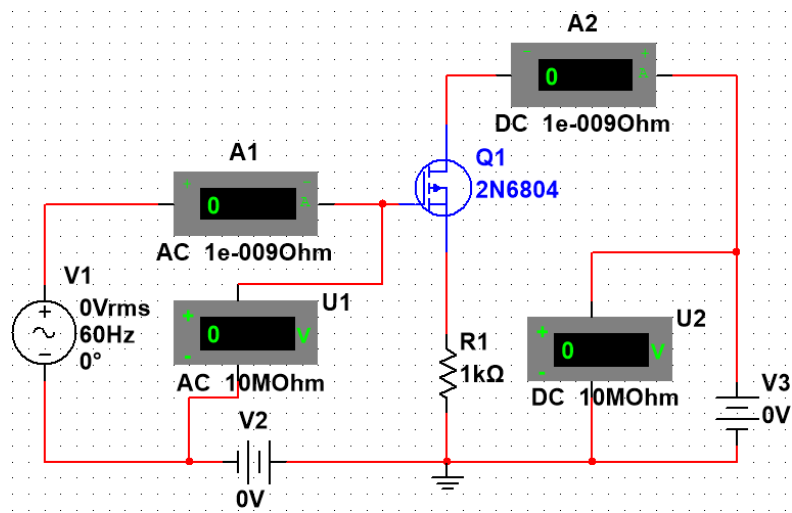 A2
+
-
0
A
DC 1e-009Ohm
A1
+
-
0
A
AC 1e-009Ohm
Q1
2N6804
V1
+
-
0Vrms
60Hz
0°
U1
+
-
0
V
AC 10MOhm
R1
1kΩ
U2
+
-
0
V
DC 10MOhm
V2
0V
V3
0V